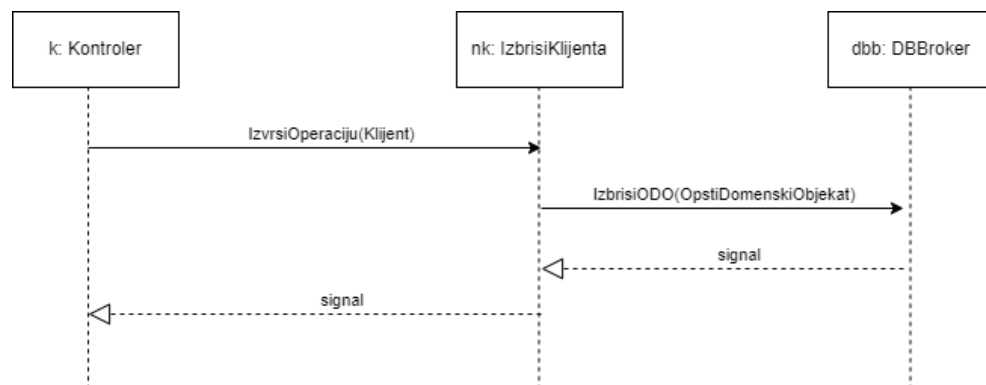 k: Kontroler
nk: IzbrisiKlijenta
dbb: DBBroker
IzvrsiOperaciju(Klijent)
IzbrisiODO(OpstiDomenskiObjekat)
signal
signal